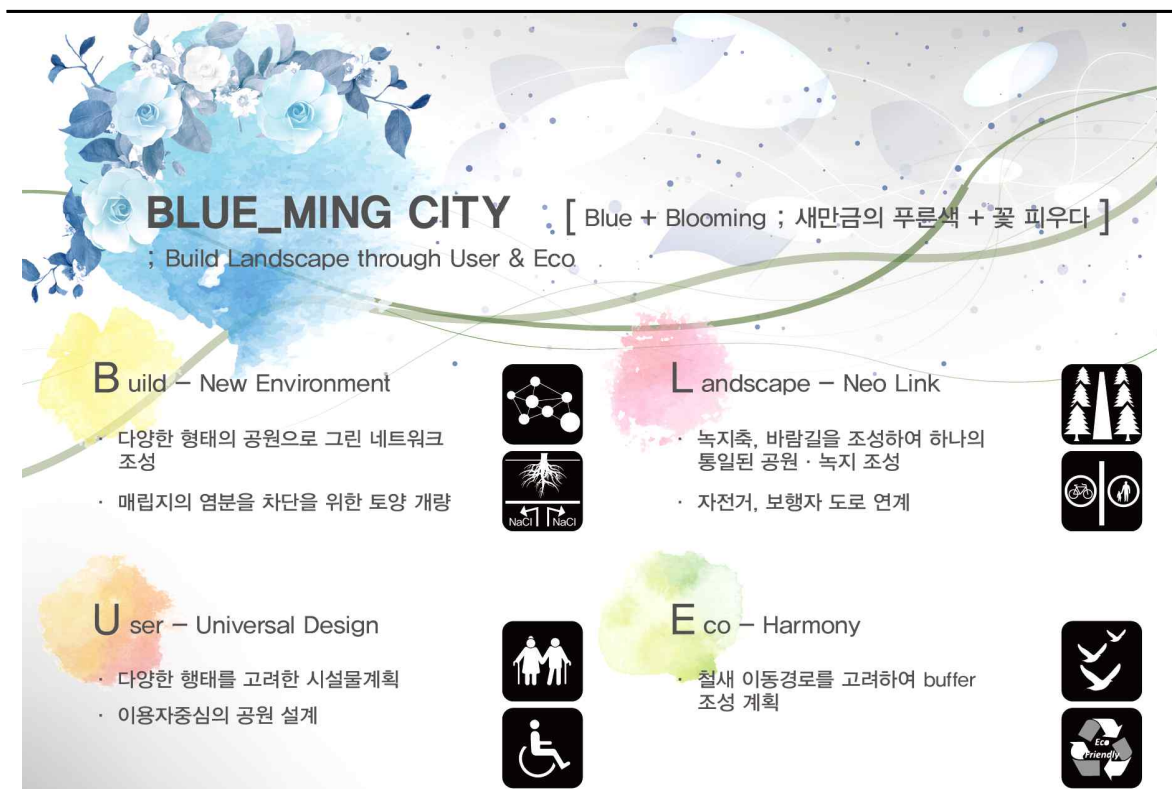 BLUE_MING CITY [ Blue + Blooming ; 새만금의 푸른색 + 꽃 피우다 ]
; Build Landscape through User & Eco
Build – New Environment
· 다양한 형태의 공원으로 그린 네트워크
조성
· 매립지의 염분을 차단을 위한 토양 개량
NaCl NaCl
Landscape – Neo Link
· 녹지축, 바람길을 조성하여 하나의
통일된 공원 · 녹지 조성
· 자전거, 보행자 도로 연계
User – Universal Design
· 다양한 행태를 고려한 시설물계획
· 이용자중심의 공원 설계
Eco – Harmony
· 철새 이동경로를 고려하여 buffer
조성 계획
Eco
Friendly